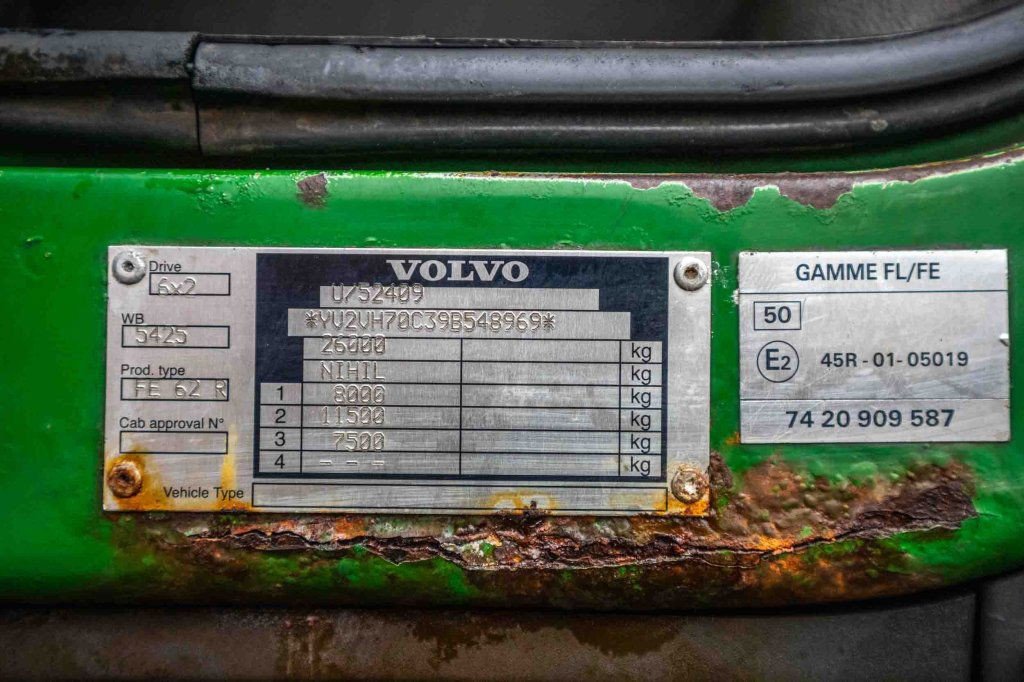 Drive
6x2
WB
5425
Prod. type
FE 62 R
Cab approval N°
Vehicle Type
VOLVO
U/52409
*YV2VH70C39B548969*
26000 kg
NIHIL kg
1 8000 kg
2 11500 kg
3 7500 kg
4 - - - kg
GAMME FL/FE
50
E2 45R - 01 - 05019
74 20 909 587